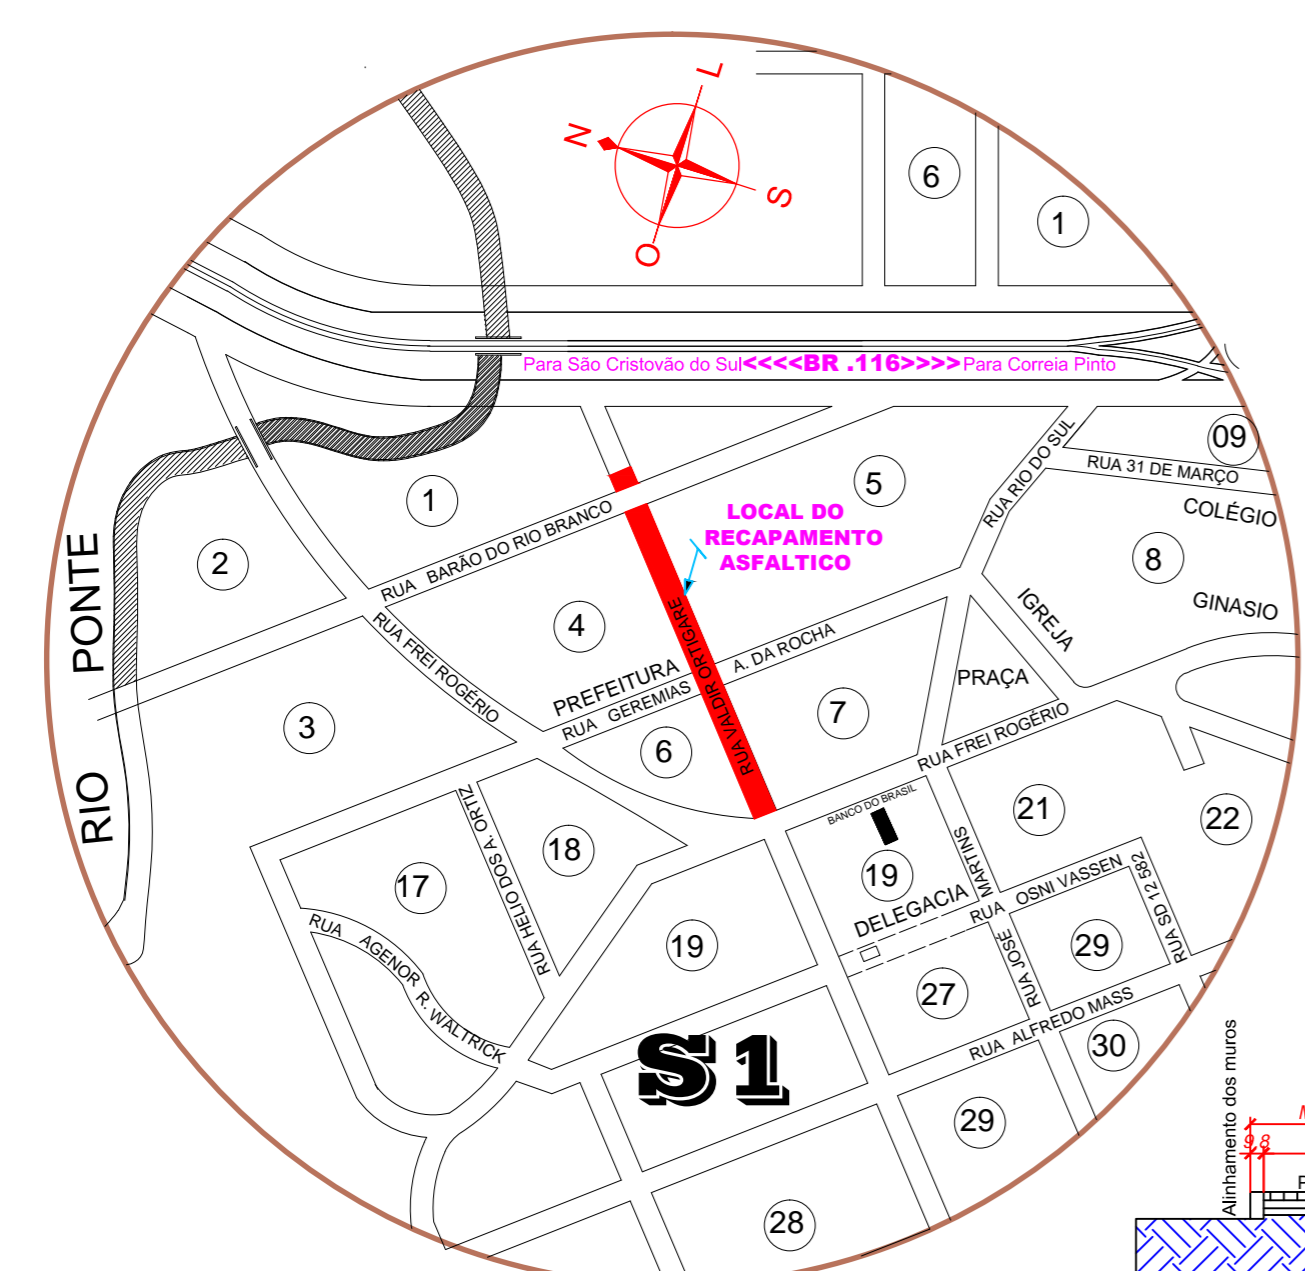 L
N
S
O
6
1
Para São Cristovão do Sul<<<<BR .116>>>>Para Correia Pinto
09
RUA 31 DE MARÇO
COLÉGIO
RUA RIO DO SUL
5
1
2
RUA BARÃO DO RIO BRANCO
LOCAL DO
RECAPAMENTO
ASFALTICO
8
GINASIO
IGREJA
PRAÇA
RIO PONTE
4
RUA FREI ROGÉRIO
PREFEITURA
RUA GEREMIAS A. DA ROCHA
RUA VALDIR ORTIGARE
3
6
7
RUA FREI ROGÉRIO
BANCO DO BRASIL
21
22
17
18
RUA HELIO DOS A. ORTIZ
19
DELEGACIA
RUA JOSÉ MARTINS
RUA OSNI VASSEN
RUA SD 12 582
RUA AGENOR R. WALTRICK
19
29
27
RUA ALFREDO MASS
30
S 1
29
28
Alinhamento dos muros
9,8